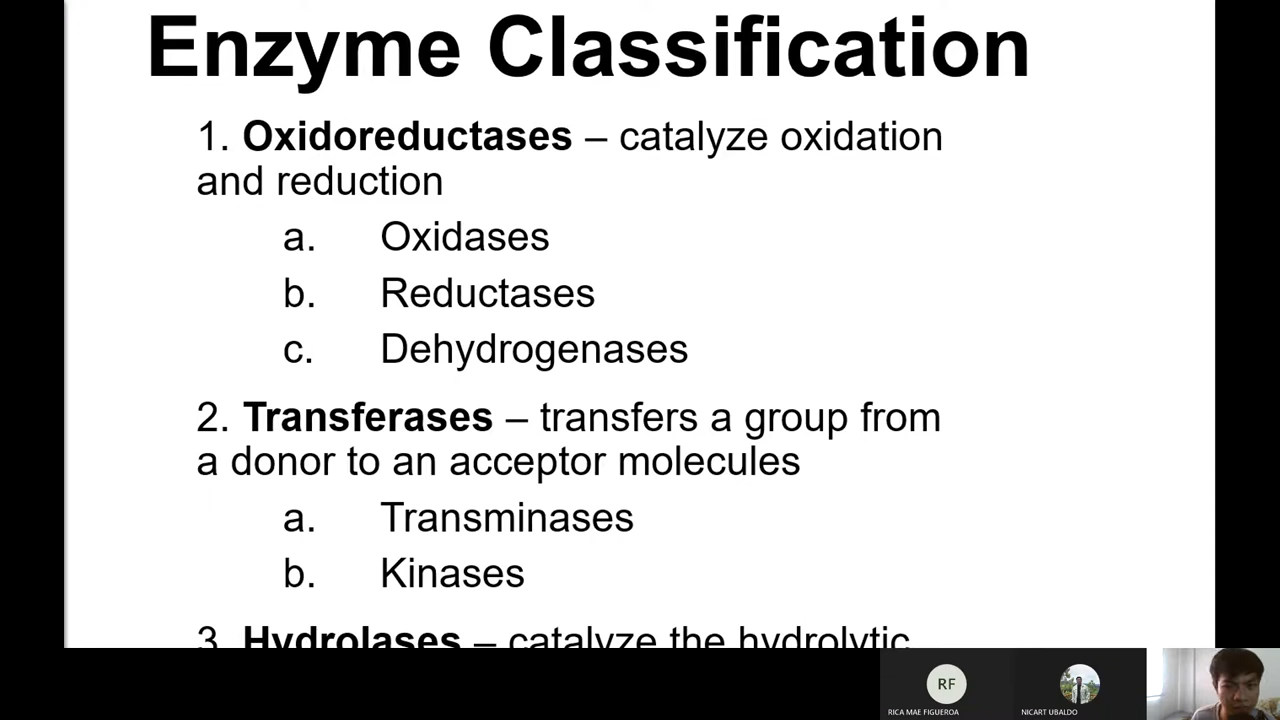 Enzyme Classification
1. Oxidoreductases – catalyze oxidation
and reduction
a. Oxidases
b. Reductases
c. Dehydrogenases
2. Transferases – transfers a group from
a donor to an acceptor molecules
a. Transminases
b. Kinases
3. Hydrolases – catalyze the hydrolytic
RF
RICA MAE FIGUEROA
NICART UBALDO